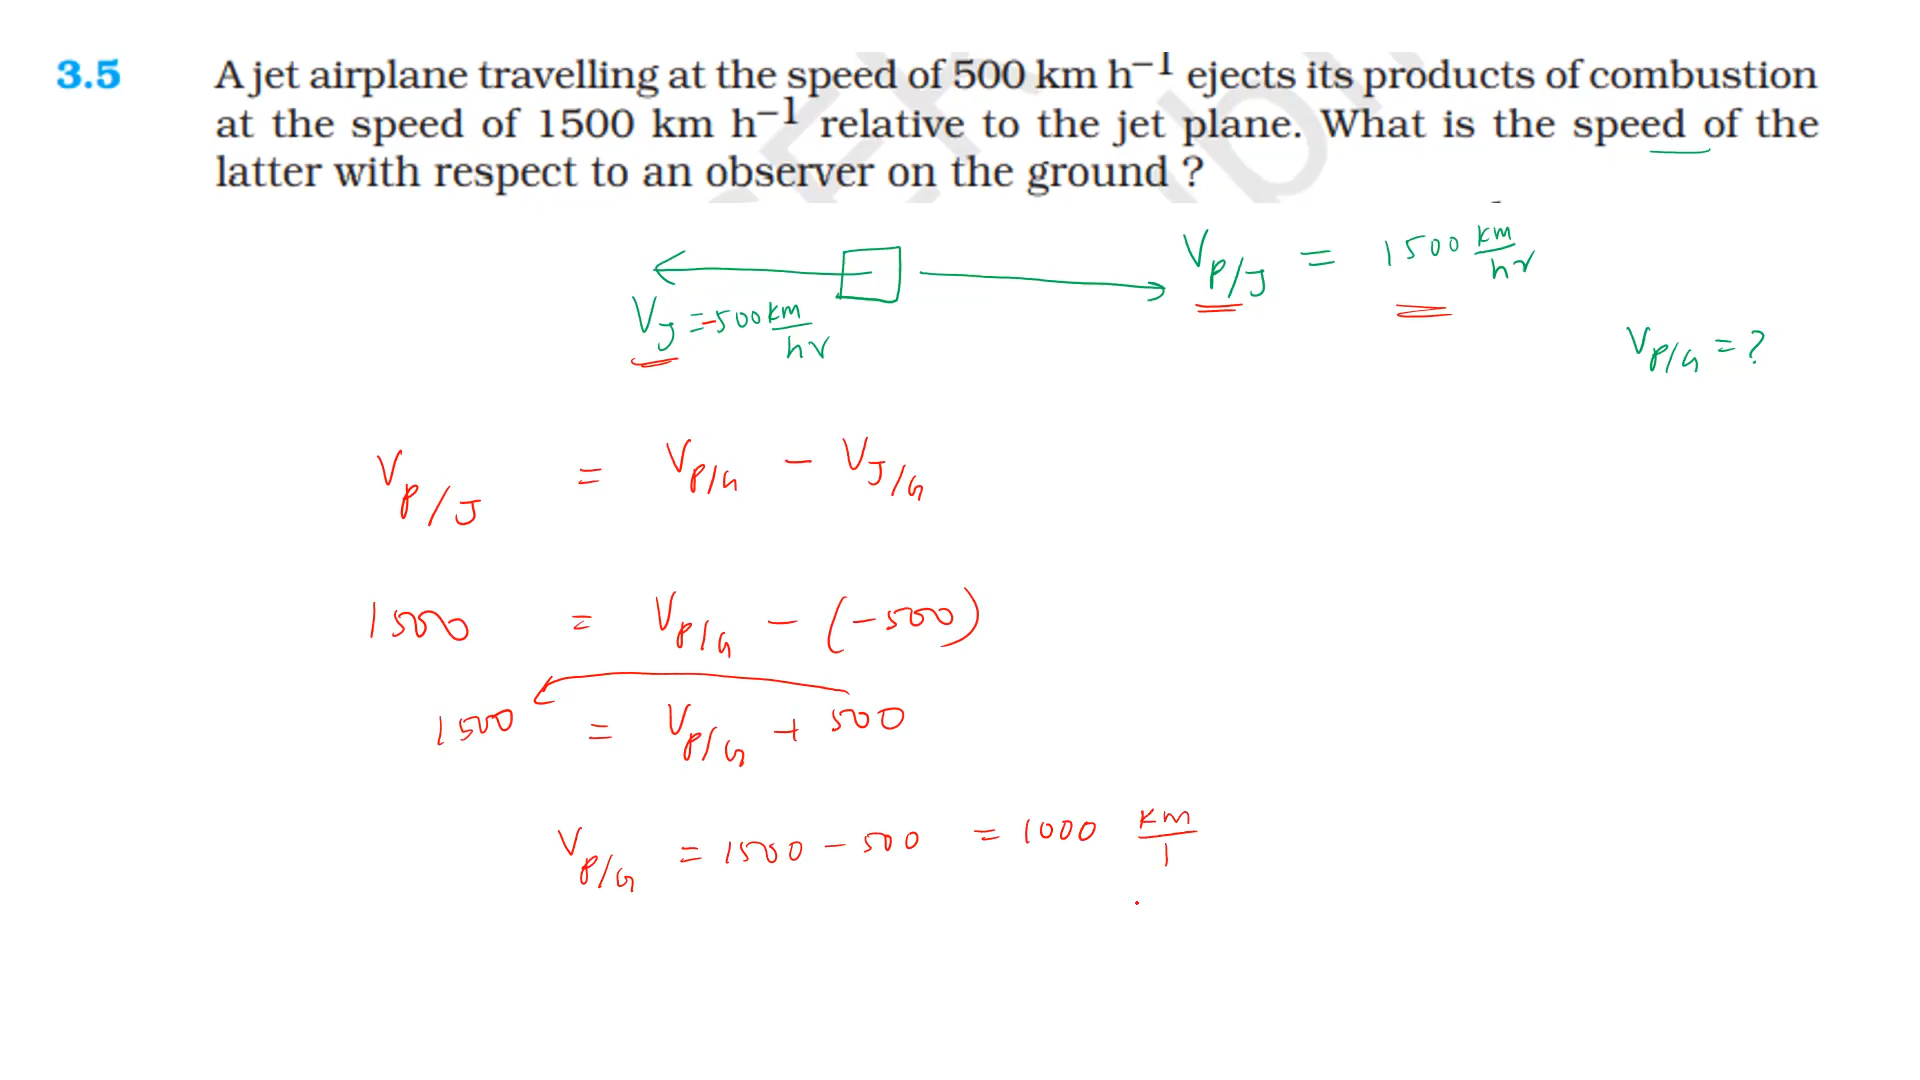 3.5 A jet airplane travelling at the speed of 500 km h⁻¹ ejects its products of combustion
at the speed of 1500 km h⁻¹ relative to the jet plane. What is the speed of the
latter with respect to an observer on the ground ?
V_P/J = 1500 km/hr
V_J = -500 km/hr
V_P/G = ?
V_P/J = V_P/G - V_J/G
1500 = V_P/G - (-500)
1500 = V_P/G + 500
V_P/G = 1500 - 500 = 1000 km/